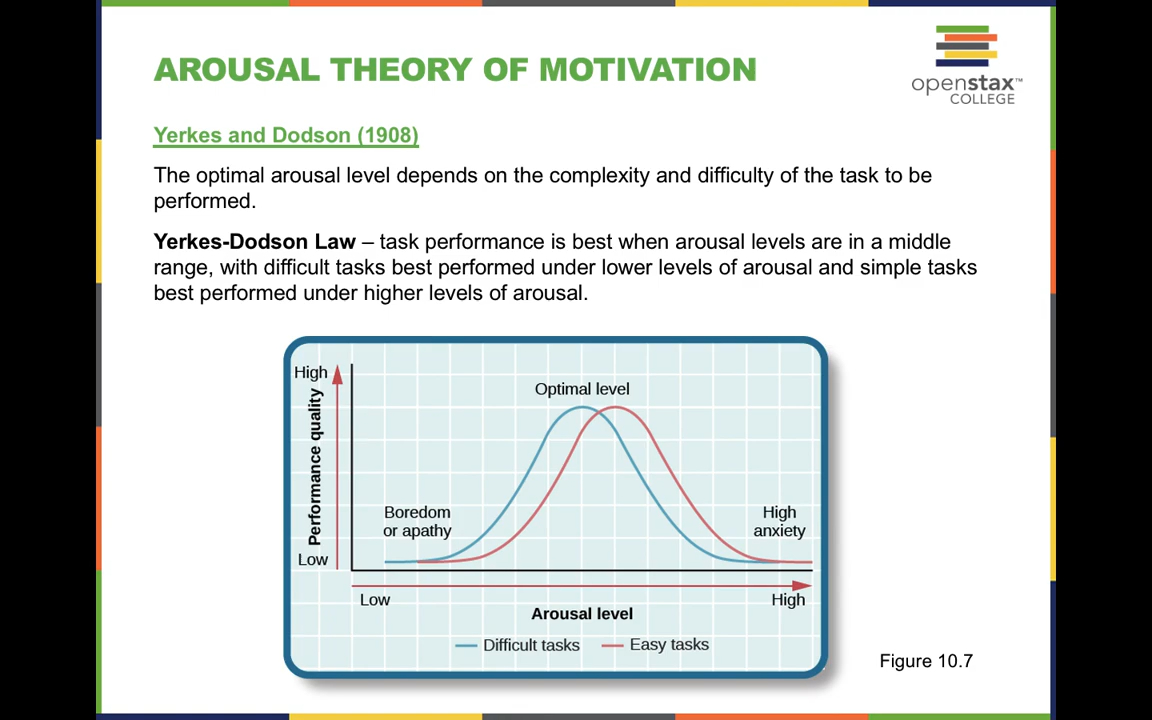 AROUSAL THEORY OF MOTIVATION
openstax™
COLLEGE
Yerkes and Dodson (1908)
The optimal arousal level depends on the complexity and difficulty of the task to be
performed.
Yerkes-Dodson Law – task performance is best when arousal levels are in a middle
range, with difficult tasks best performed under lower levels of arousal and simple tasks
best performed under higher levels of arousal.
High
Performance quality
Low
Optimal level
Boredom
or apathy
High
anxiety
Low
High
Arousal level
Difficult tasks
Easy tasks
Figure 10.7